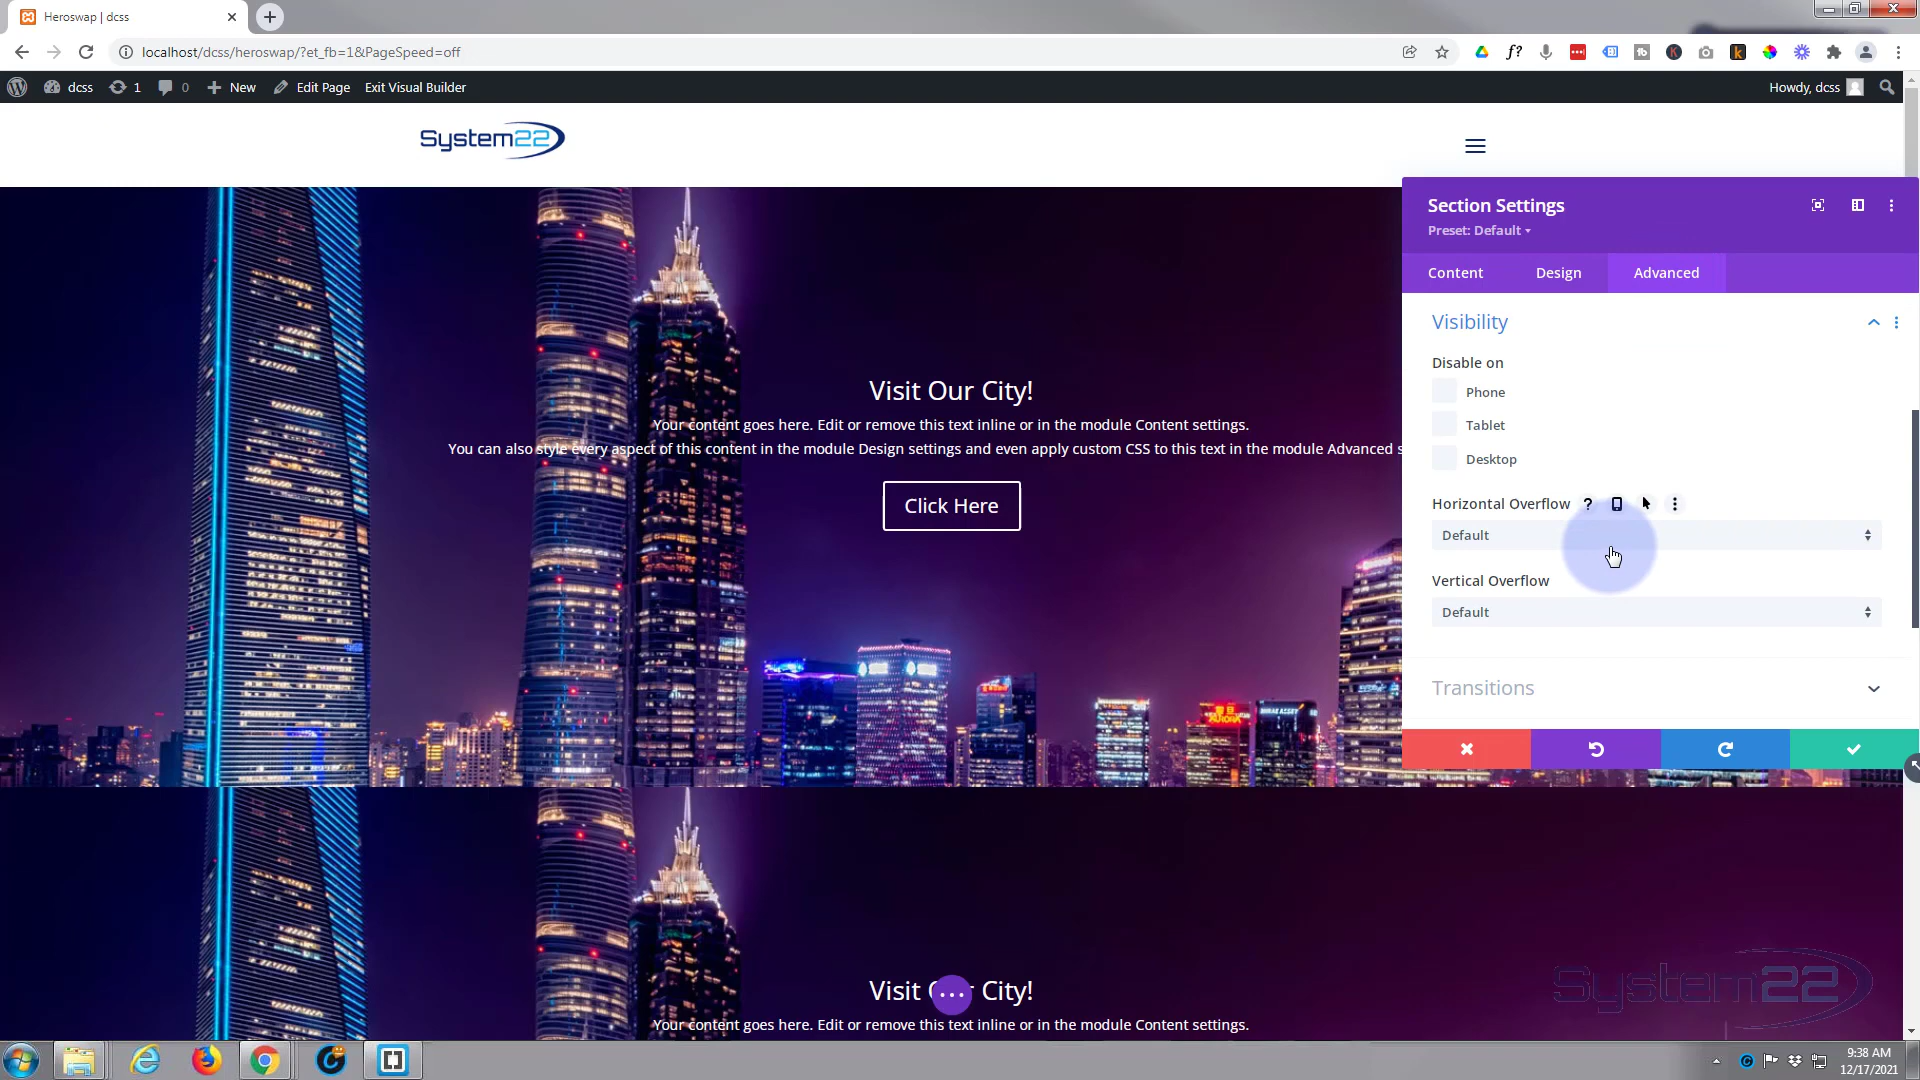 Heroswap | dcss
localhost/dcss/heroswap/?et_fb=1&PageSpeed=off
dcss
1
0
New
Edit Page
Exit Visual Builder
Howdy, dcss
System22
Section Settings
Preset: Default
Content
Design
Advanced
Visibility
Disable on
Phone
Tablet
Desktop
Horizontal Overflow
Default
Vertical Overflow
Default
Transitions
Visit Our City!
Your content goes here. Edit or remove this text inline or in the module Content settings.
You can also style every aspect of this content in the module Design settings and even apply custom CSS to this text in the module Advanced s
Click Here
Visit City!
Your content goes here. Edit or remove this text inline or in the module Content settings.
System22
9:38 AM
12/17/2021